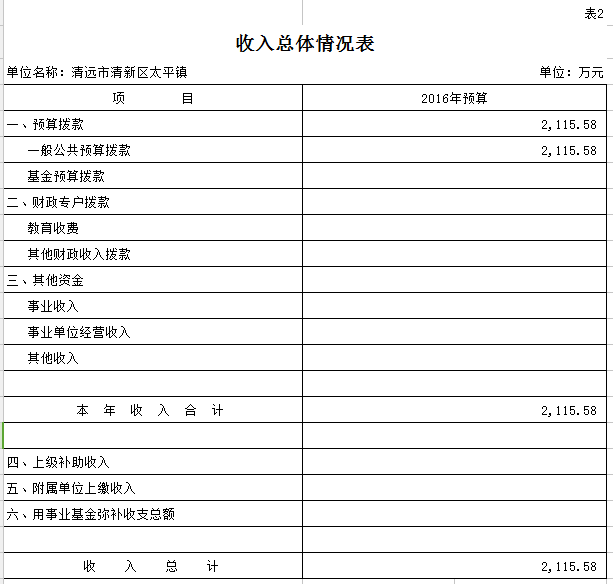 表2
收入总体情况表
单位名称：清远市清新区太平镇 单位：万元
项 目 2016年预算
一、预算拨款 2,115.58
一般公共预算拨款 2,115.58
基金预算拨款
二、财政专户拨款
教育收费
其他财政收入拨款
三、其他资金
事业收入
事业单位经营收入
其他收入
本 年 收 入 合 计 2,115.58
四、上级补助收入
五、附属单位上缴收入
六、用事业基金弥补收支总额
收 入 总 计 2,115.58